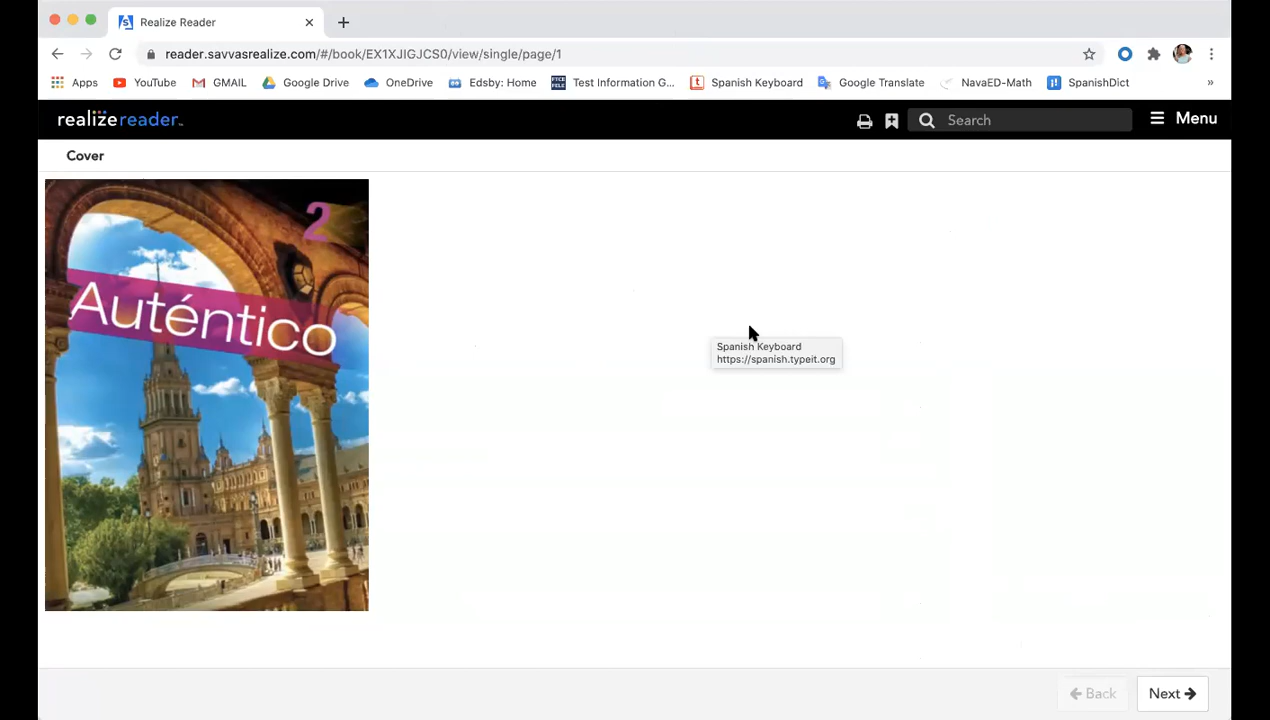 Realize Reader
reader.savvasrealize.com/#/book/EX1XJIGJCS0/view/single/page/1
Apps YouTube GMAIL Google Drive OneDrive Edsby: Home Test Information G... Spanish Keyboard Google Translate NavaED-Math SpanishDict »
realizereader™ Search Menu
Cover
2
Auténtico
Spanish Keyboard
https://spanish.typeit.org
Back Next